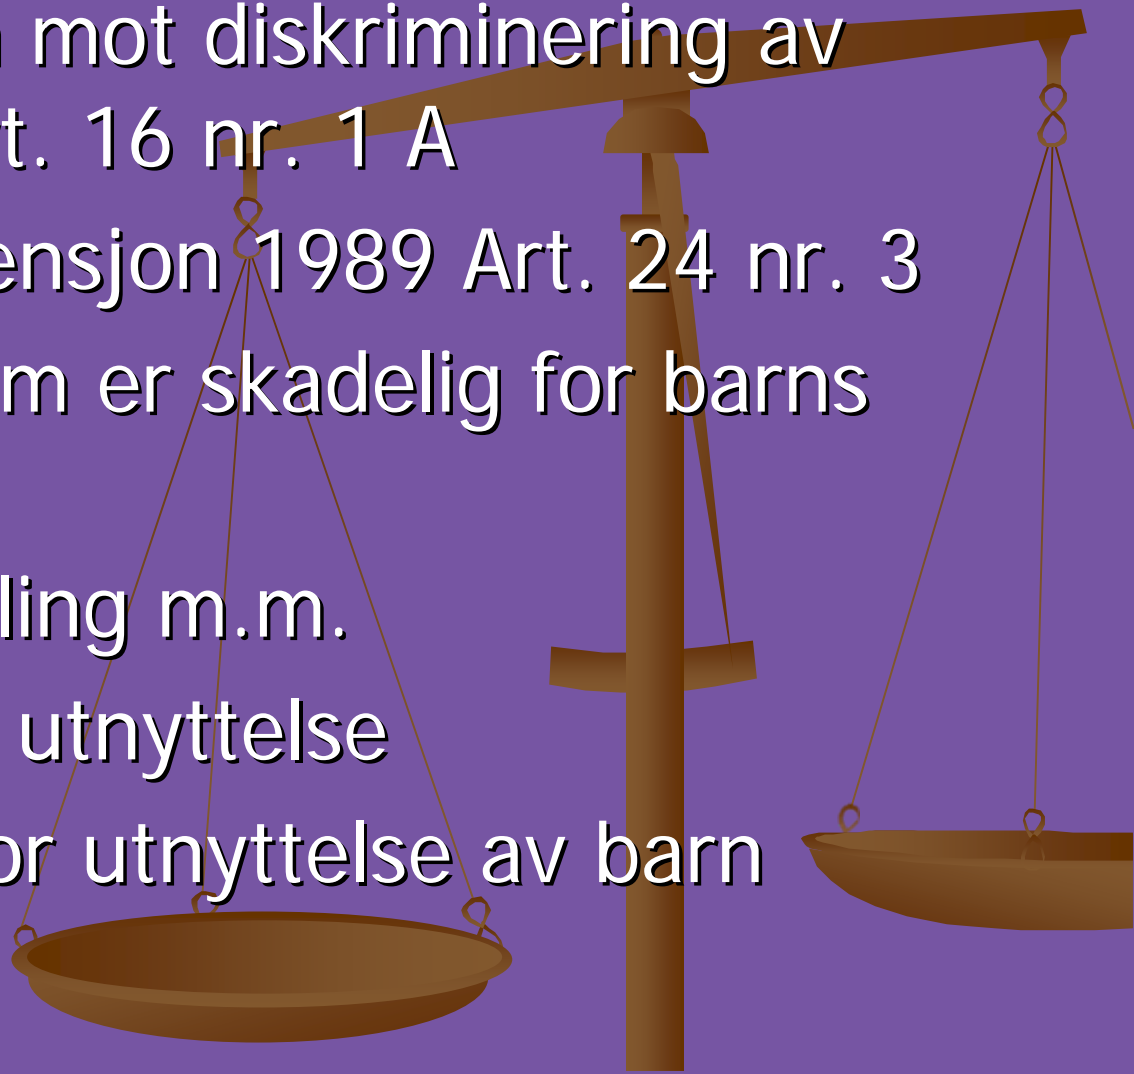 mot diskriminering av
t. 16 nr. 1 A
ensjon 1989 Art. 24 nr. 3
m er skadelig for barns
ling m.m.
utnyttelse
or utnyttelse av barn